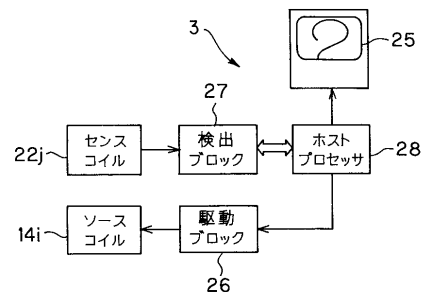 3
25
27
センス
コイル
検出
ブロック
ホスト
プロセッサ
22j
28
ソース
コイル
駆動
ブロック
14i
26